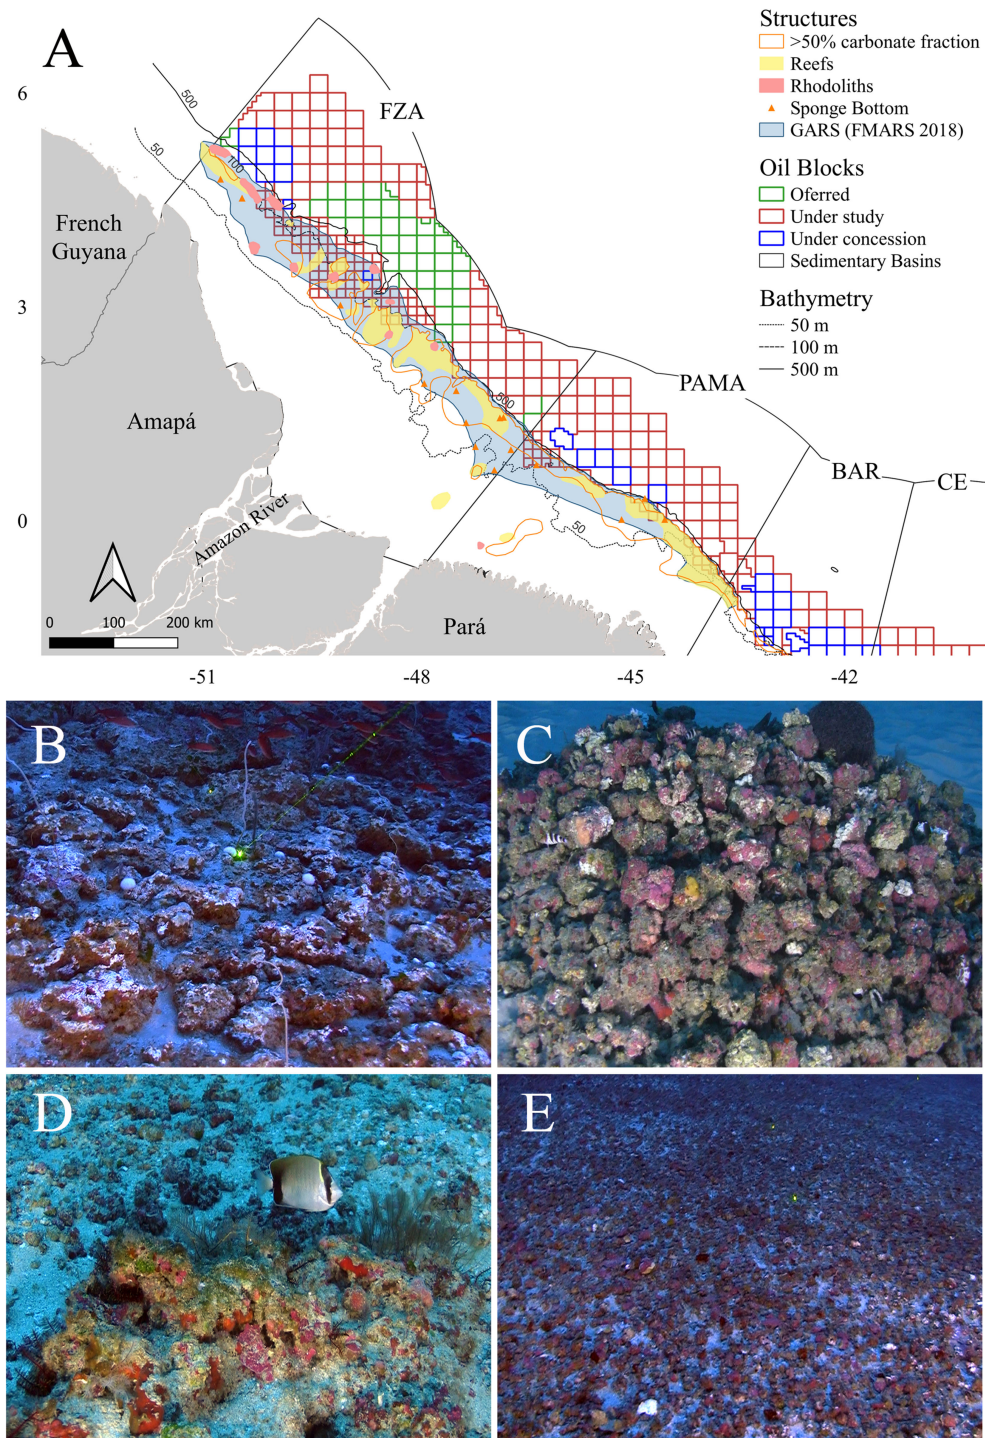 A
Structures
>50% carbonate fraction
Reefs
Rhodoliths
Sponge Bottom
GARS (FMARS 2018)
Oil Blocks
Oferred
Under study
Under concession
Sedimentary Basins
Bathymetry
50 m
100 m
500 m
6
3
0
500
50
100
FZA
French
Guyana
500
PAMA
Amapá
BAR
CE
Amazon River
50
0
100
200 km
Pará
-51
-48
-45
-42
B
C
D
E